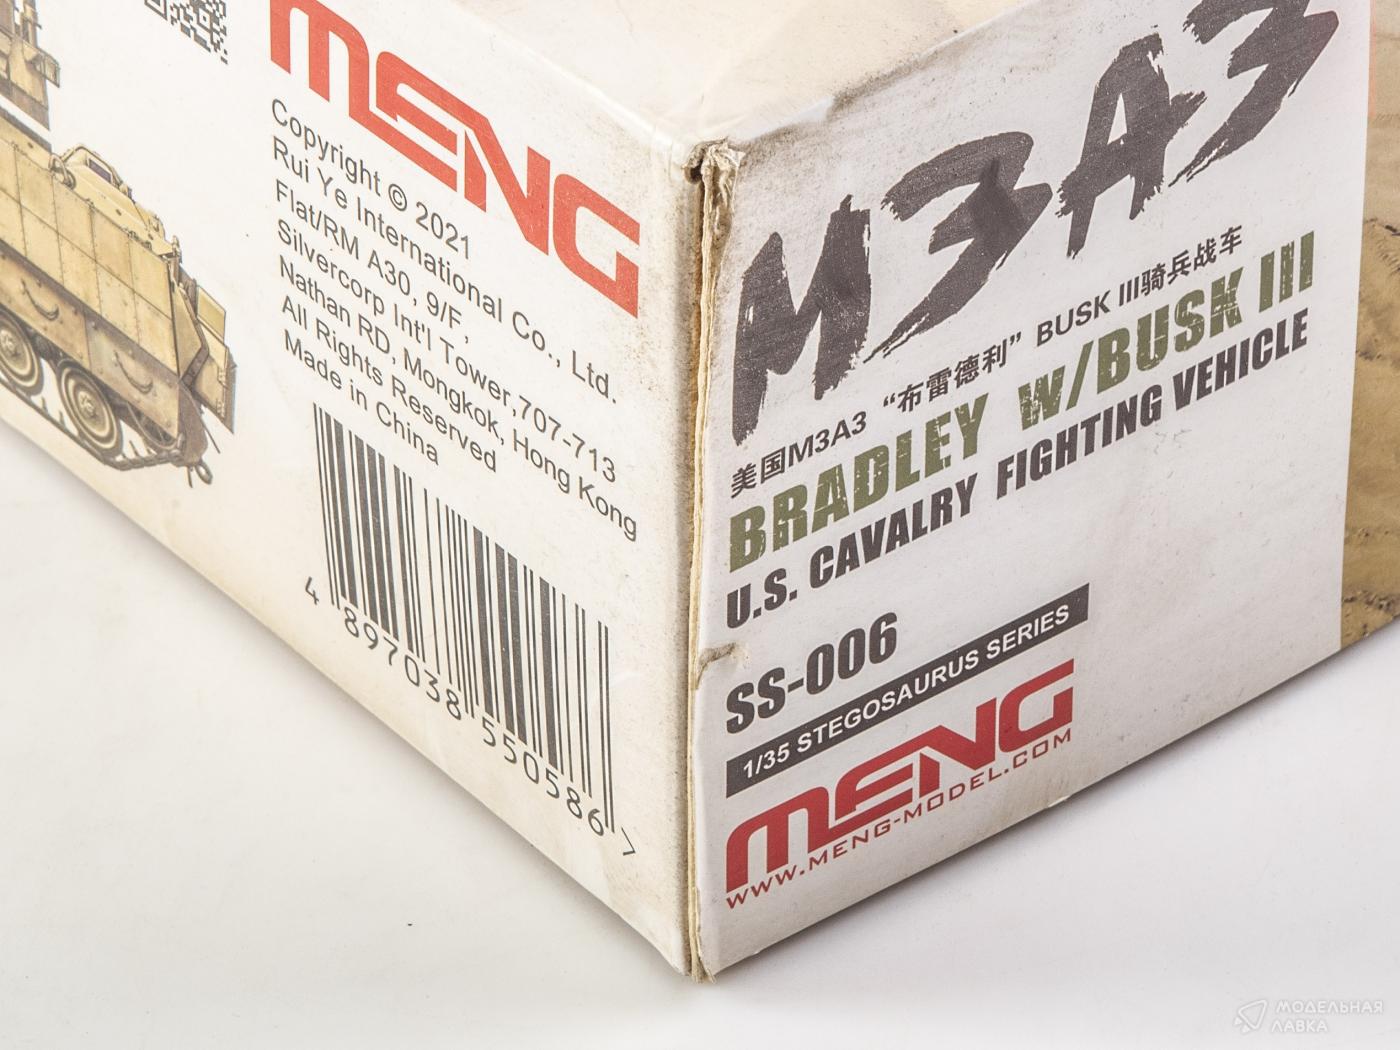 MENG
Copyright © 2021
Rui Ye International Co., Ltd.
Flat/RM A30, 9/F,
Silvercorp Int'l Tower,707-713
Nathan RD, Mongkok, Hong Kong
All Rights Reserved
Made in China
4 897038 550586 >
M3A3
美国M3A3 “布雷德利” BUSK III骑兵战车
BRADLEY W/BUSK III
U.S. CAVALRY FIGHTING VEHICLE
SS-006
1/35 STEGOSAURUS SERIES
MENG
WWW.MENG-MODEL.COM
МОДЕЛЬНАЯ
ЛАВКА